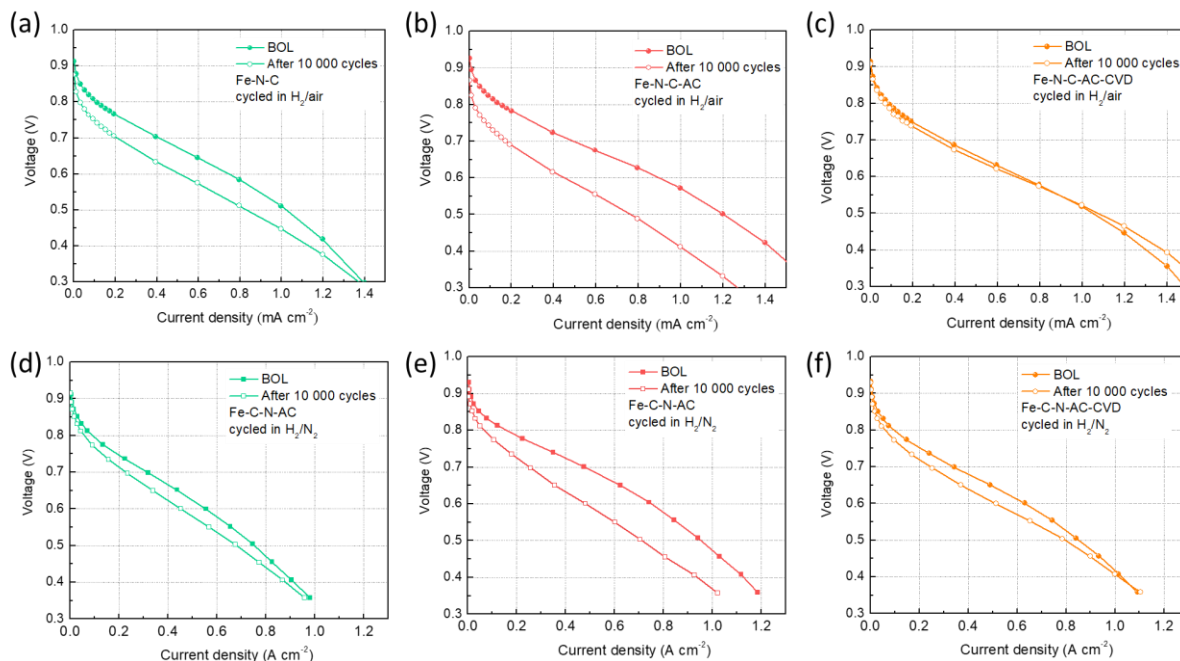 (a)
1.0
0.9
0.8
0.7
0.6
0.5
0.4
0.3
Voltage (V)
BOL
After 10 000 cycles
Fe-N-C
cycled in H₂/air
0.0 0.2 0.4 0.6 0.8 1.0 1.2 1.4
Current density (mA cm⁻²)
(b)
1.0
0.9
0.8
0.7
0.6
0.5
0.4
0.3
Voltage (V)
BOL
After 10 000 cycles
Fe-N-C-AC
cycled in H₂/air
0.0 0.2 0.4 0.6 0.8 1.0 1.2 1.4
Current density (mA cm⁻²)
(c)
1.0
0.9
0.8
0.7
0.6
0.5
0.4
0.3
Voltage (V)
BOL
After 10 000 cycles
Fe-N-C-AC-CVD
cycled in H₂/air
0.0 0.2 0.4 0.6 0.8 1.0 1.2 1.4
Current density (mA cm⁻²)
(d)
1.0
0.9
0.8
0.7
0.6
0.5
0.4
0.3
Voltage (V)
BOL
After 10 000 cycles
Fe-C-N-AC
cycled in H₂/N₂
0.0 0.2 0.4 0.6 0.8 1.0 1.2
Current density (A cm⁻²)
(e)
1.0
0.9
0.8
0.7
0.6
0.5
0.4
0.3
Voltage (V)
BOL
After 10 000 cycles
Fe-C-N-AC
cycled in H₂/N₂
0.0 0.2 0.4 0.6 0.8 1.0 1.2
Current density (A cm⁻²)
(f)
1.0
0.9
0.8
0.7
0.6
0.5
0.4
0.3
Voltage (V)
BOL
After 10 000 cycles
Fe-C-N-AC-CVD
cycled in H₂/N₂
0.0 0.2 0.4 0.6 0.8 1.0 1.2
Current density (A cm⁻²)